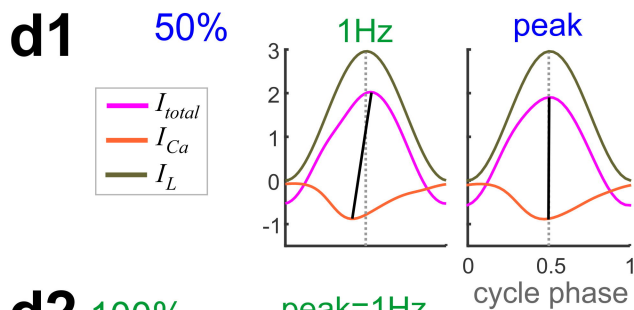 d1 50% 1Hz peak
I_total
I_Ca
I_L
3
2
1
0
-1
0 0.5 1
cycle phase
d2 100% peak=1Hz